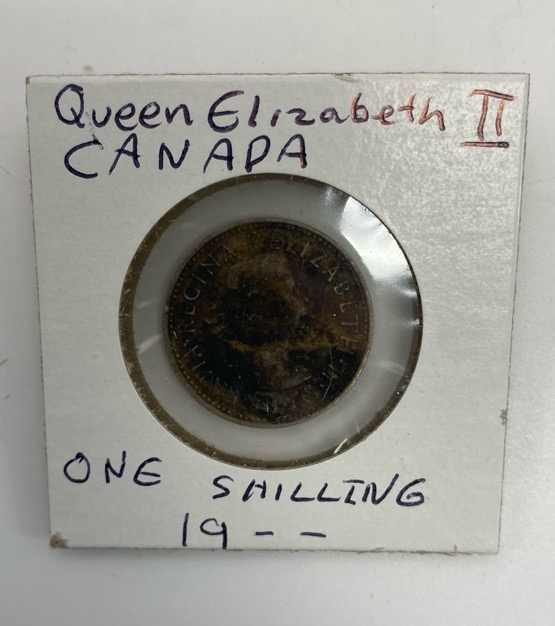 Queen Elizabeth II
CANADA
REGINA ELIZABETH
ONE SHILLING
19--